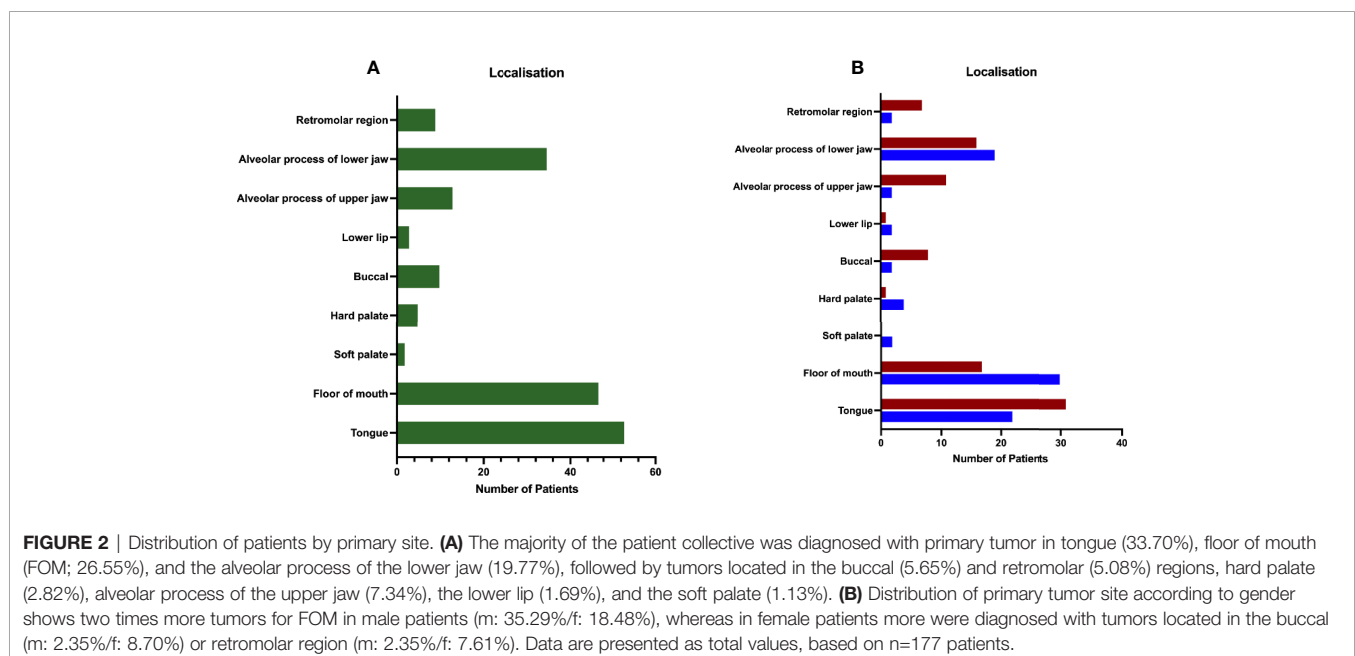 A
Localisation
Retromolar region
Alveolar process of lower jaw
Alveolar process of upper jaw
Lower lip
Buccal
Hard palate
Soft palate
Floor of mouth
Tongue
0 20 40 60
Number of Patients
B
Localisation
Retromolar region
Alveolar process of lower jaw
Alveolar process of upper jaw
Lower lip
Buccal
Hard palate
Soft palate
Floor of mouth
Tongue
0 10 20 30 40
Number of Patients
FIGURE 2 | Distribution of patients by primary site. (A) The majority of the patient collective was diagnosed with primary tumor in tongue (33.70%), floor of mouth
(FOM; 26.55%), and the alveolar process of the lower jaw (19.77%), followed by tumors located in the buccal (5.65%) and retromolar (5.08%) regions, hard palate
(2.82%), alveolar process of the upper jaw (7.34%), the lower lip (1.69%), and the soft palate (1.13%). (B) Distribution of primary tumor site according to gender
shows two times more tumors for FOM in male patients (m: 35.29%/f: 18.48%), whereas in female patients more were diagnosed with tumors located in the buccal
(m: 2.35%/f: 8.70%) or retromolar region (m: 2.35%/f: 7.61%). Data are presented as total values, based on n=177 patients.